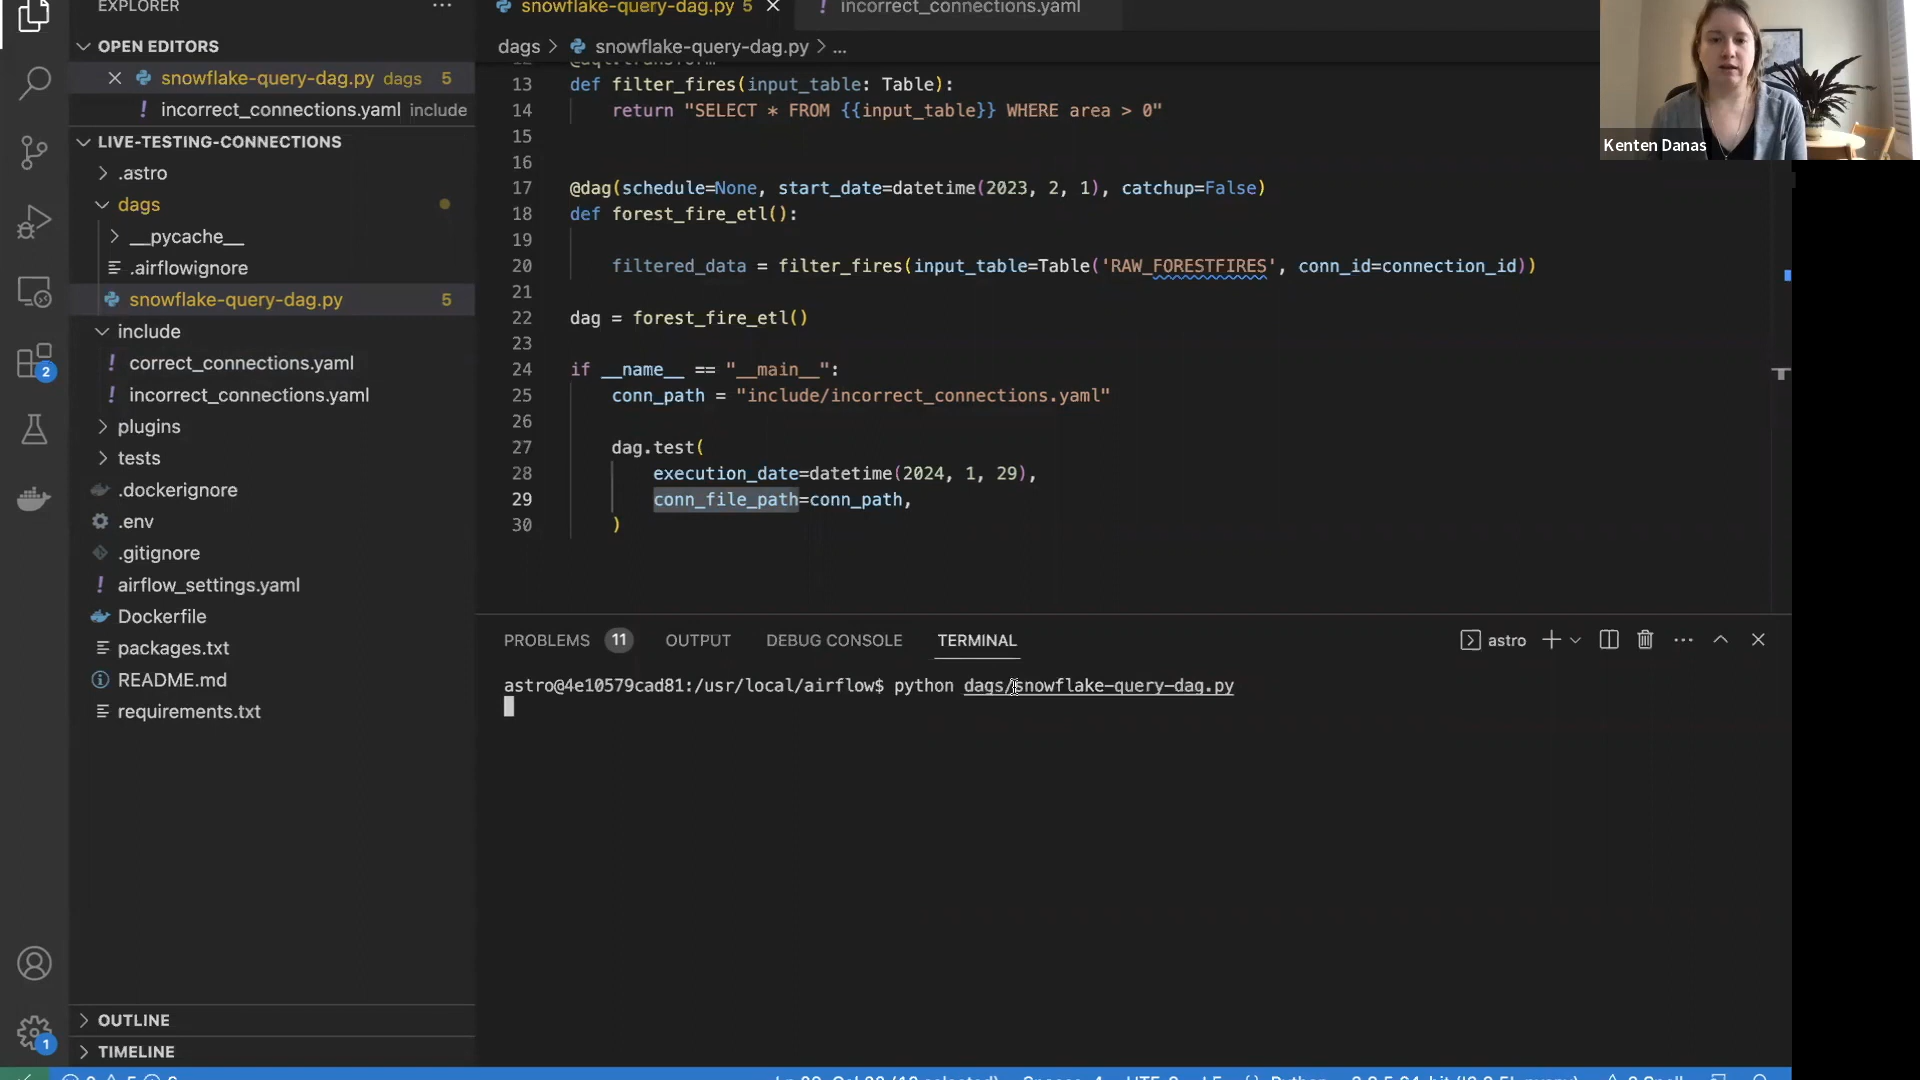 EXPLORER
OPEN EDITORS
snowflake-query-dag.py dags 5
incorrect_connections.yaml include
LIVE-TESTING-CONNECTIONS
.astro
dags
__pycache__
.airflowignore
snowflake-query-dag.py 5
include
correct_connections.yaml
incorrect_connections.yaml
plugins
tests
.dockerignore
.env
.gitignore
airflow_settings.yaml
Dockerfile
packages.txt
README.md
requirements.txt
OUTLINE
TIMELINE
2
1
snowflake-query-dag.py 5
incorrect_connections.yaml
dags > snowflake-query-dag.py > ...
13 def filter_fires(input_table: Table):
14 return "SELECT * FROM {{input_table}} WHERE area > 0"
15
16
17 @dag(schedule=None, start_date=datetime(2023, 2, 1), catchup=False)
18 def forest_fire_etl():
19
20 filtered_data = filter_fires(input_table=Table('RAW_FORESTFIRES', conn_id=connection_id))
21
22 dag = forest_fire_etl()
23
24 if __name__ == "__main__":
25 conn_path = "include/incorrect_connections.yaml"
26
27 dag.test(
28 execution_date=datetime(2024, 1, 29),
29 conn_file_path=conn_path,
30 )
PROBLEMS 11 OUTPUT DEBUG CONSOLE TERMINAL
astro
astro@4e10579cad81:/usr/local/airflow$ python dags/snowflake-query-dag.py
Kenten Danas